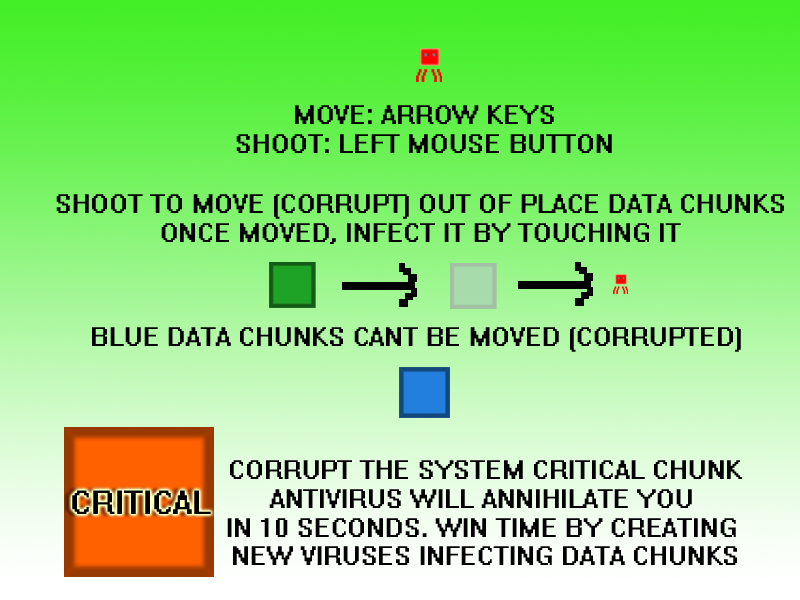 MOVE: ARROW KEYS
SHOOT: LEFT MOUSE BUTTON
SHOOT TO MOVE (CORRUPT) OUT OF PLACE DATA CHUNKS
ONCE MOVED, INFECT IT BY TOUCHING IT
BLUE DATA CHUNKS CANT BE MOVED (CORRUPTED)
CRITICAL
CORRUPT THE SYSTEM CRITICAL CHUNK
ANTIVIRUS WILL ANNIHILATE YOU
IN 10 SECONDS. WIN TIME BY CREATING
NEW VIRUSES INFECTING DATA CHUNKS